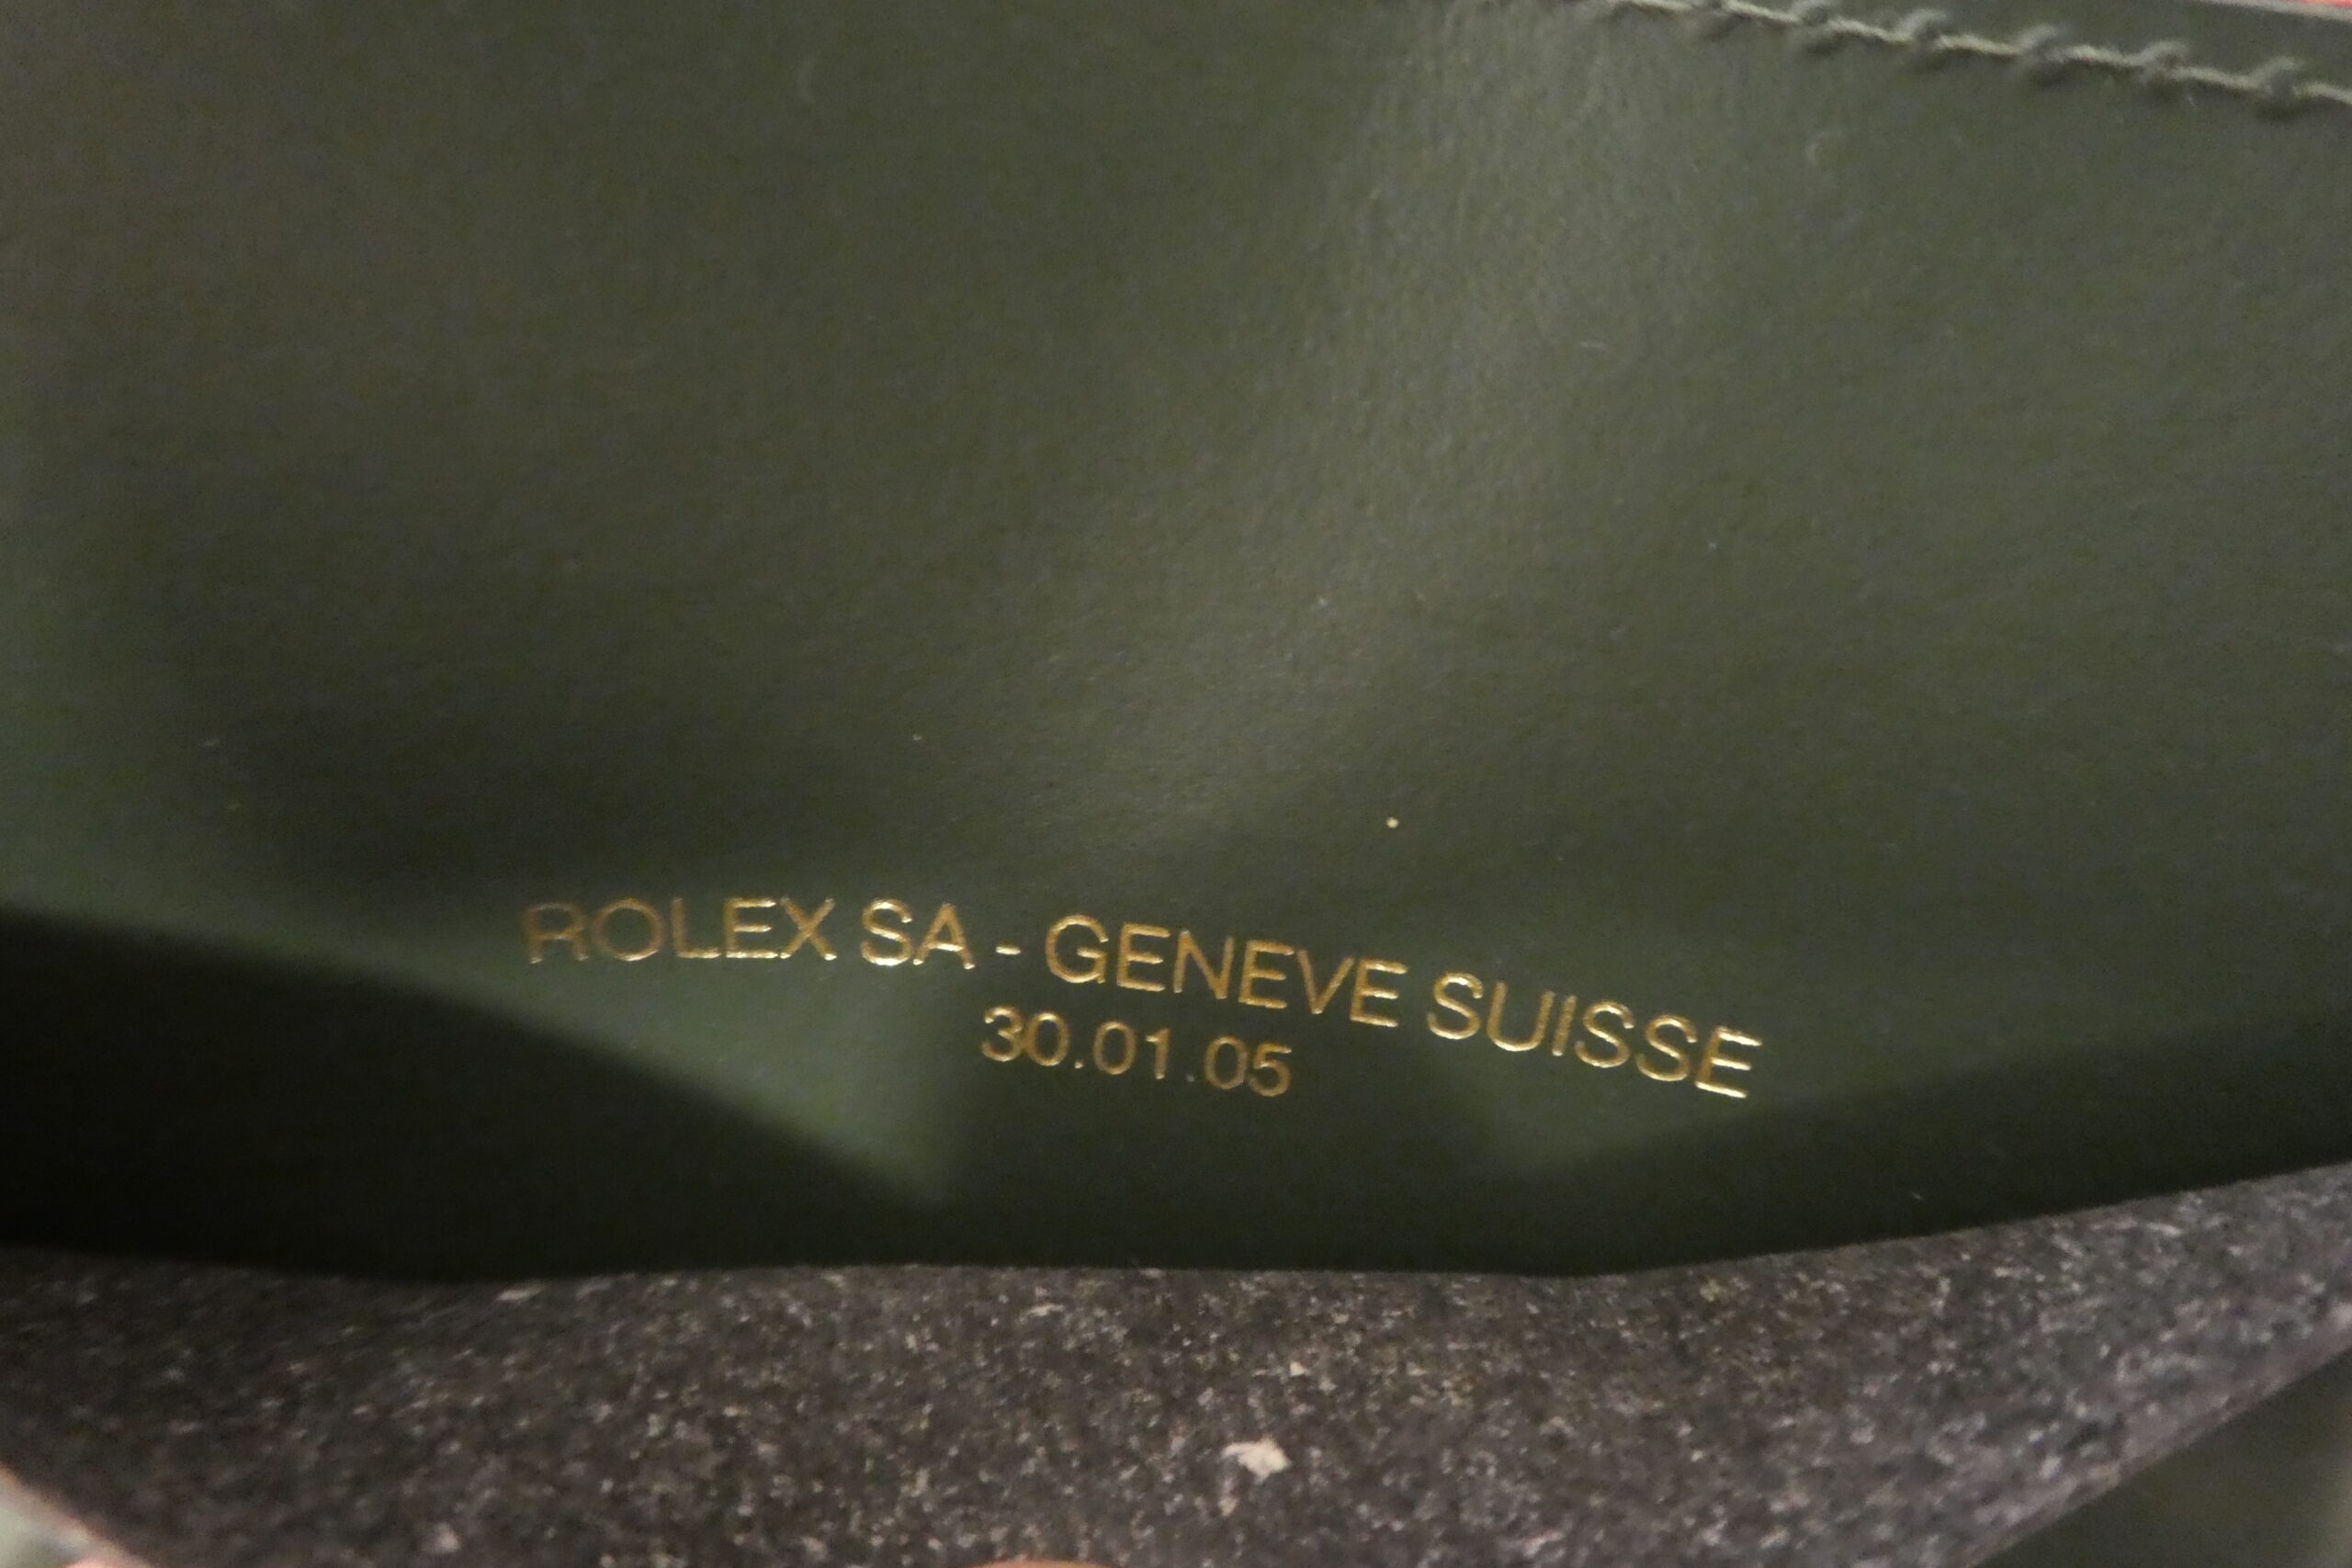 ROLEX SA - GENEVE SUISSE
30.01.05